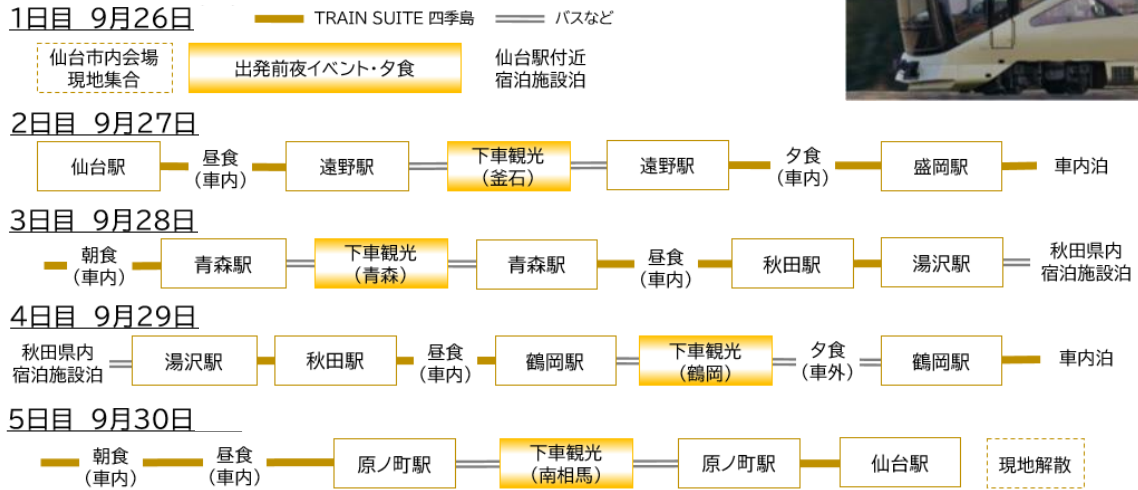 1日目 9月26日
TRAIN SUITE 四季島
バスなど
仙台市内会場
現地集合
出発前夜イベント・夕食
仙台駅付近
宿泊施設泊
2日目 9月27日
仙台駅
昼食
(車内)
遠野駅
下車観光
(釜石)
遠野駅
夕食
(車内)
盛岡駅
車内泊
3日目 9月28日
朝食
(車内)
青森駅
下車観光
(青森)
青森駅
昼食
(車内)
秋田駅
湯沢駅
秋田県内
宿泊施設泊
4日目 9月29日
秋田県内
宿泊施設泊
湯沢駅
秋田駅
昼食
(車内)
鶴岡駅
下車観光
(鶴岡)
夕食
(車外)
鶴岡駅
車内泊
5日目 9月30日
朝食
(車内)
昼食
(車内)
原ノ町駅
下車観光
(南相馬)
原ノ町駅
仙台駅
現地解散